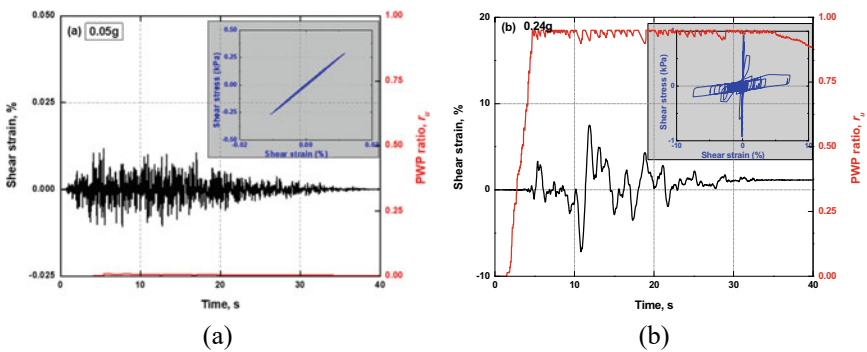 (a) 0.05g
0.050
0.025
0.000
-0.025
Shear strain, %
0 10 20 30 40
Time, s
1.00
0.75
0.50
0.25
0.00
PWP ratio, ru
0.50
0.25
0.00
-0.25
-0.50
Shear stress (kPa)
-0.02 0.00 0.02
Shear strain (%)
(a)
(b) 0.24g
20
10
0
-10
Shear strain, %
0 10 20 30 40
Time, s
1.00
0.75
0.50
0.25
0.00
PWP ratio, ru
9
0
-9
Shear stress (kPa)
-10 0 10
Shear strain (%)
(b)